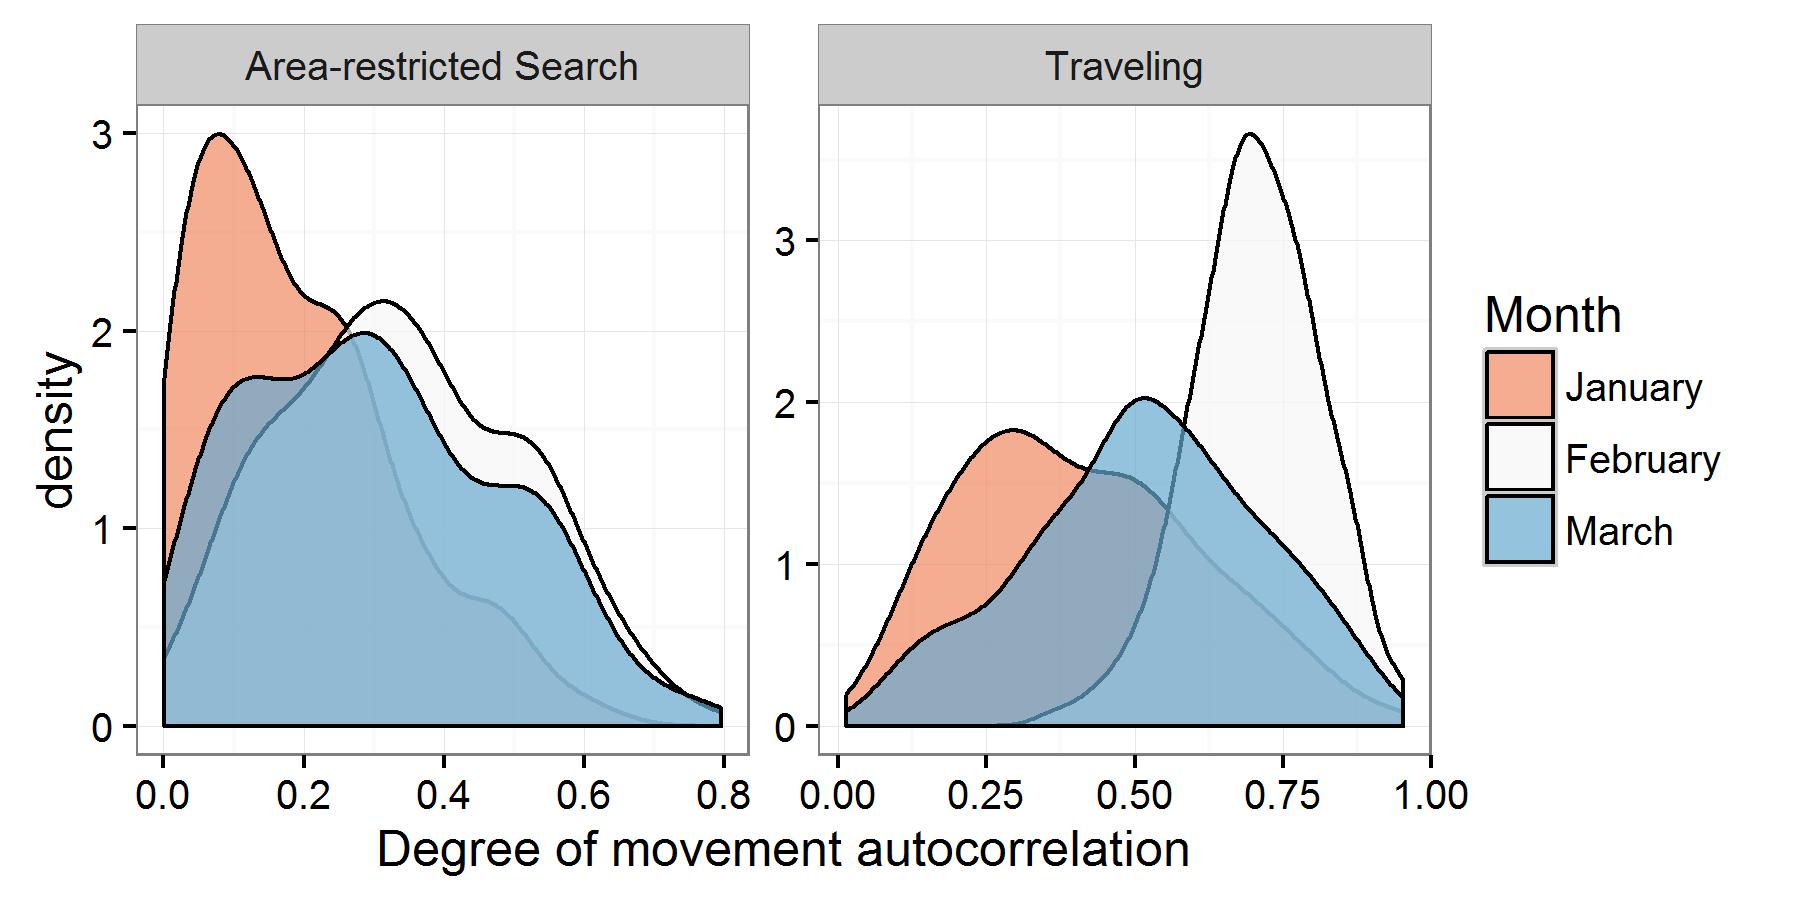 Area-restricted Search
Traveling
3
2
1
0
3
2
1
0
density
0.0 0.2 0.4 0.6 0.8
0.00 0.25 0.50 0.75 1.00
Degree of movement autocorrelation
Month
January
February
March